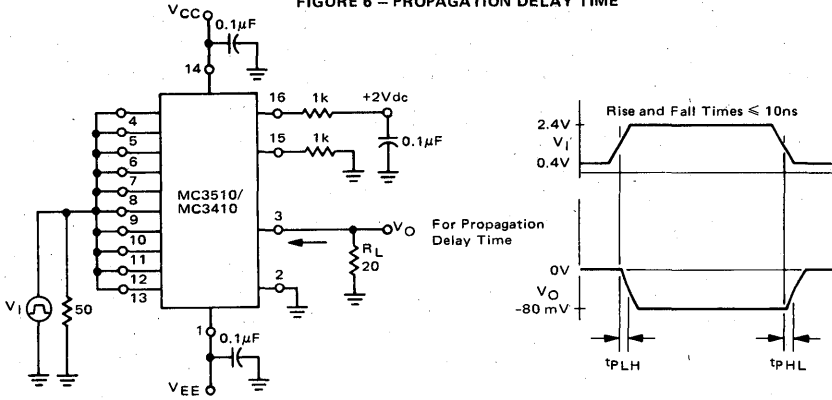 FIGURE 6 – PROPAGATION DELAY TIME
VCC
0.1μF
14
16
1k
+2Vdc
4
5
6
7
8
9
10
11
12
13
15
1k
0.1μF
MC3510/
MC3410
3
VO
RL
20
2
VI
50
1
0.1μF
VEE
For Propagation
Delay Time
Rise and Fall Times ⩽ 10ns
2.4V
VI
0.4V
0V
VO
-80 mV
tPLH
tPHL